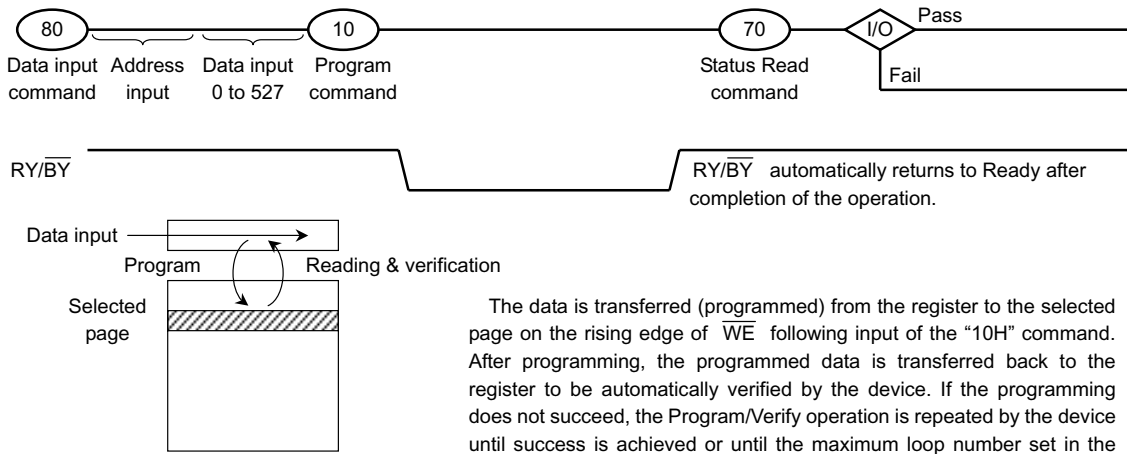 80
10
70
I/O
Pass
Fail
Data input
command
Address
input
Data input
0 to 527
Program
command
Status Read
command
RY/BY
RY/BY automatically returns to Ready after
completion of the operation.
Data input
Program
Reading & verification
Selected
page
The data is transferred (programmed) from the register to the selected
page on the rising edge of WE following input of the “10H” command.
After programming, the programmed data is transferred back to the
register to be automatically verified by the device. If the programming
does not succeed, the Program/Verify operation is repeated by the device
until success is achieved or until the maximum loop number set in the